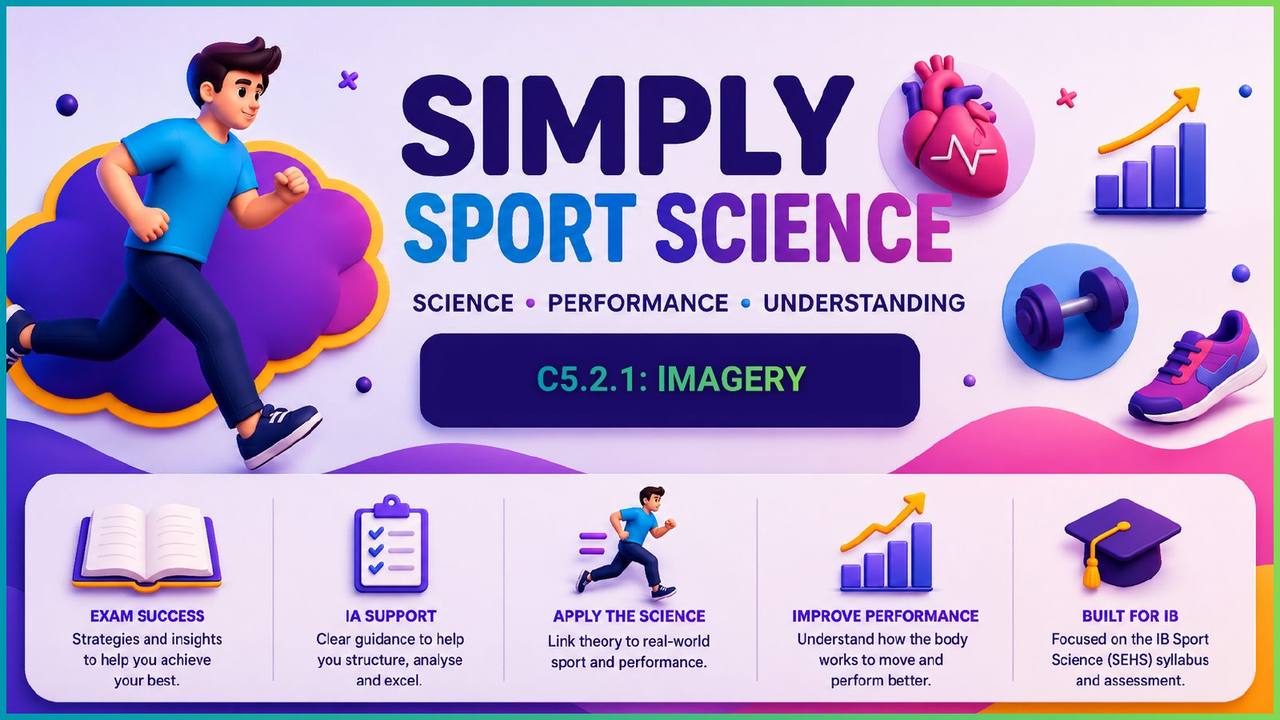 SIMPLY
SPORT SCIENCE
SCIENCE • PERFORMANCE • UNDERSTANDING
C5.2.1: IMAGERY
EXAM SUCCESS
Strategies and insights
to help you achieve
your best.
IA SUPPORT
Clear guidance to help
you structure, analyse
and excel.
APPLY THE SCIENCE
Link theory to real-world
sport and performance.
IMPROVE PERFORMANCE
Understand how the body
works to move and
perform better.
BUILT FOR IB
Focused on the IB Sport
Science (SEHS) syllabus
and assessment.